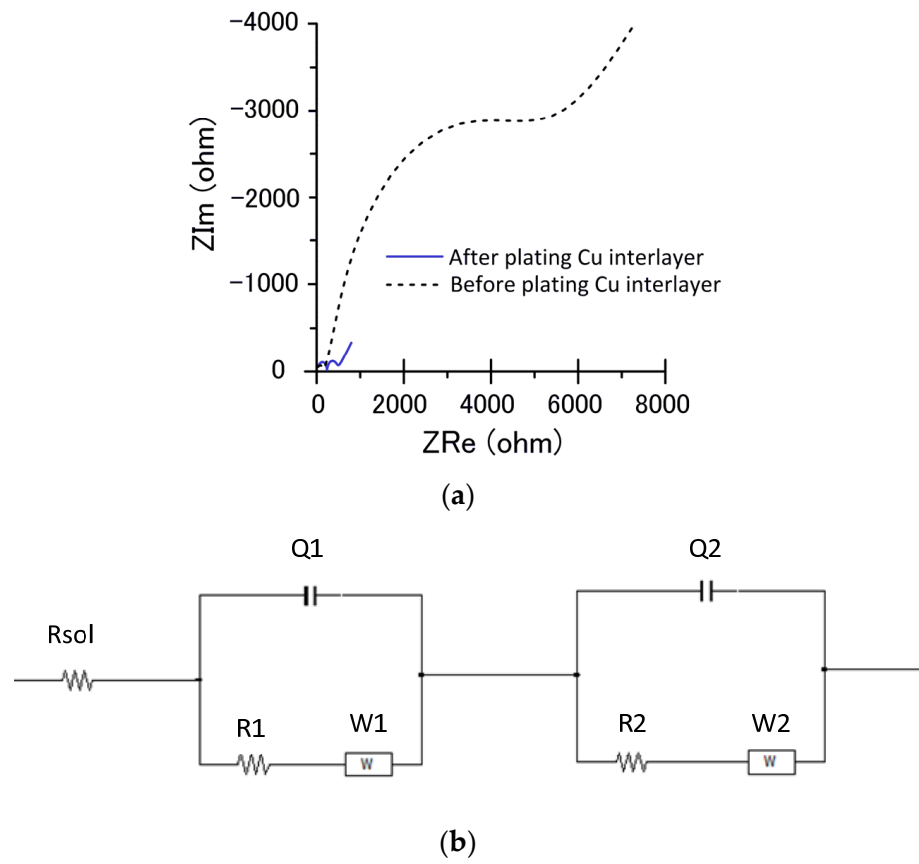 −4000
−3000
−2000
−1000
0
ZIm (ohm)
After plating Cu interlayer
Before plating Cu interlayer
0 2000 4000 6000 8000
ZRe (ohm)
(a)
Q1 Q2
Rsol
R1 W1 R2 W2
W W
(b)